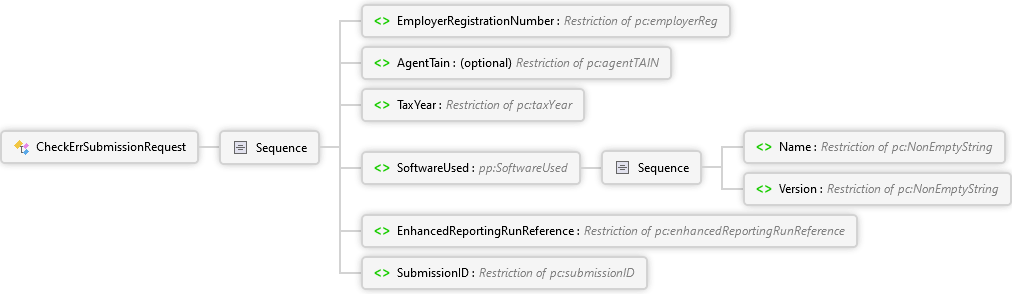 EmployerRegistrationNumber : Restriction of pc:employerReg
AgentTain : (optional) Restriction of pc:agentTAIN
TaxYear : Restriction of pc:taxYear
CheckErrSubmissionRequest
Sequence
SoftwareUsed : pp:SoftwareUsed
Sequence
Name : Restriction of pc:NonEmptyString
Version : Restriction of pc:NonEmptyString
EnhancedReportingRunReference : Restriction of pc:enhancedReportingRunReference
SubmissionID : Restriction of pc:submissionID